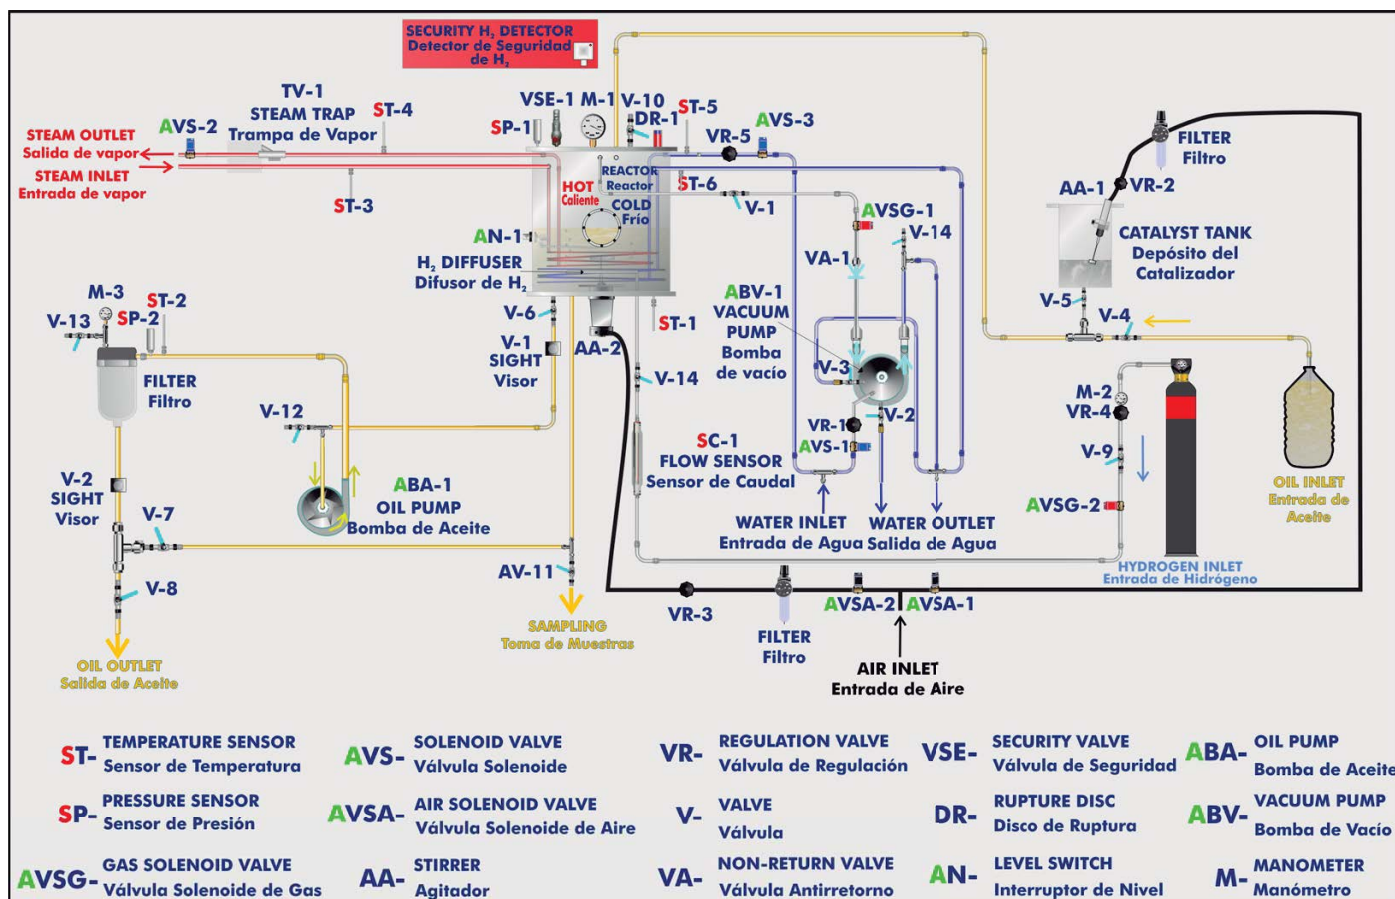 SECURITY H₂ DETECTOR
Detector de Seguridad
de H₂
TV-1
STEAM TRAP
Trampa de Vapor
ST-4
AVS-2
STEAM OUTLET
Salida de vapor
STEAM INLET
Entrada de vapor
ST-3
VSE-1
M-1
V-10
SP-1
DR-1
ST-5
VR-5
AVS-3
REACTOR
Reactor
HOT
Caliente
COLD
Frío
ST-6
V-1
AN-1
H₂ DIFFUSER
Difusor de H₂
AVSG-1
V-14
VA-1
FILTER
Filtro
AA-1
VR-2
CATALYST TANK
Depósito del
Catalizador
V-5
V-4
M-3
ST-2
V-13
SP-2
FILTER
Filtro
V-6
V-1
SIGHT
Visor
AA-2
ST-1
ABV-1
VACUUM
PUMP
Bomba
de vacío
V-3
V-14
V-2
VR-1
AVS-1
V-12
SC-1
FLOW SENSOR
Sensor de Caudal
M-2
VR-4
V-9
AVSG-2
OIL INLET
Entrada de
Aceite
V-2
SIGHT
Visor
ABA-1
OIL PUMP
Bomba de Aceite
V-7
V-8
WATER INLET
Entrada de Agua
WATER OUTLET
Salida de Agua
HYDROGEN INLET
Entrada de Hidrógeno
AV-11
VR-3
AVSA-2
AVSA-1
FILTER
Filtro
SAMPLING
Toma de Muestras
AIR INLET
Entrada de Aire
OIL OUTLET
Salida de Aceite
ST- TEMPERATURE SENSOR
Sensor de Temperatura
AVS- SOLENOID VALVE
Válvula Solenoide
VR- REGULATION VALVE
Válvula de Regulación
VSE- SECURITY VALVE
Válvula de Seguridad
ABA- OIL PUMP
Bomba de Aceite
SP- PRESSURE SENSOR
Sensor de Presión
AVSA- AIR SOLENOID VALVE
Válvula Solenoide de Aire
V- VALVE
Válvula
DR- RUPTURE DISC
Disco de Ruptura
ABV- VACUUM PUMP
Bomba de Vacío
AVSG- GAS SOLENOID VALVE
Válvula Solenoide de Gas
AA- STIRRER
Agitador
VA- NON-RETURN VALVE
Válvula Antirretorno
AN- LEVEL SWITCH
Interruptor de Nivel
M- MANOMETER
Manómetro